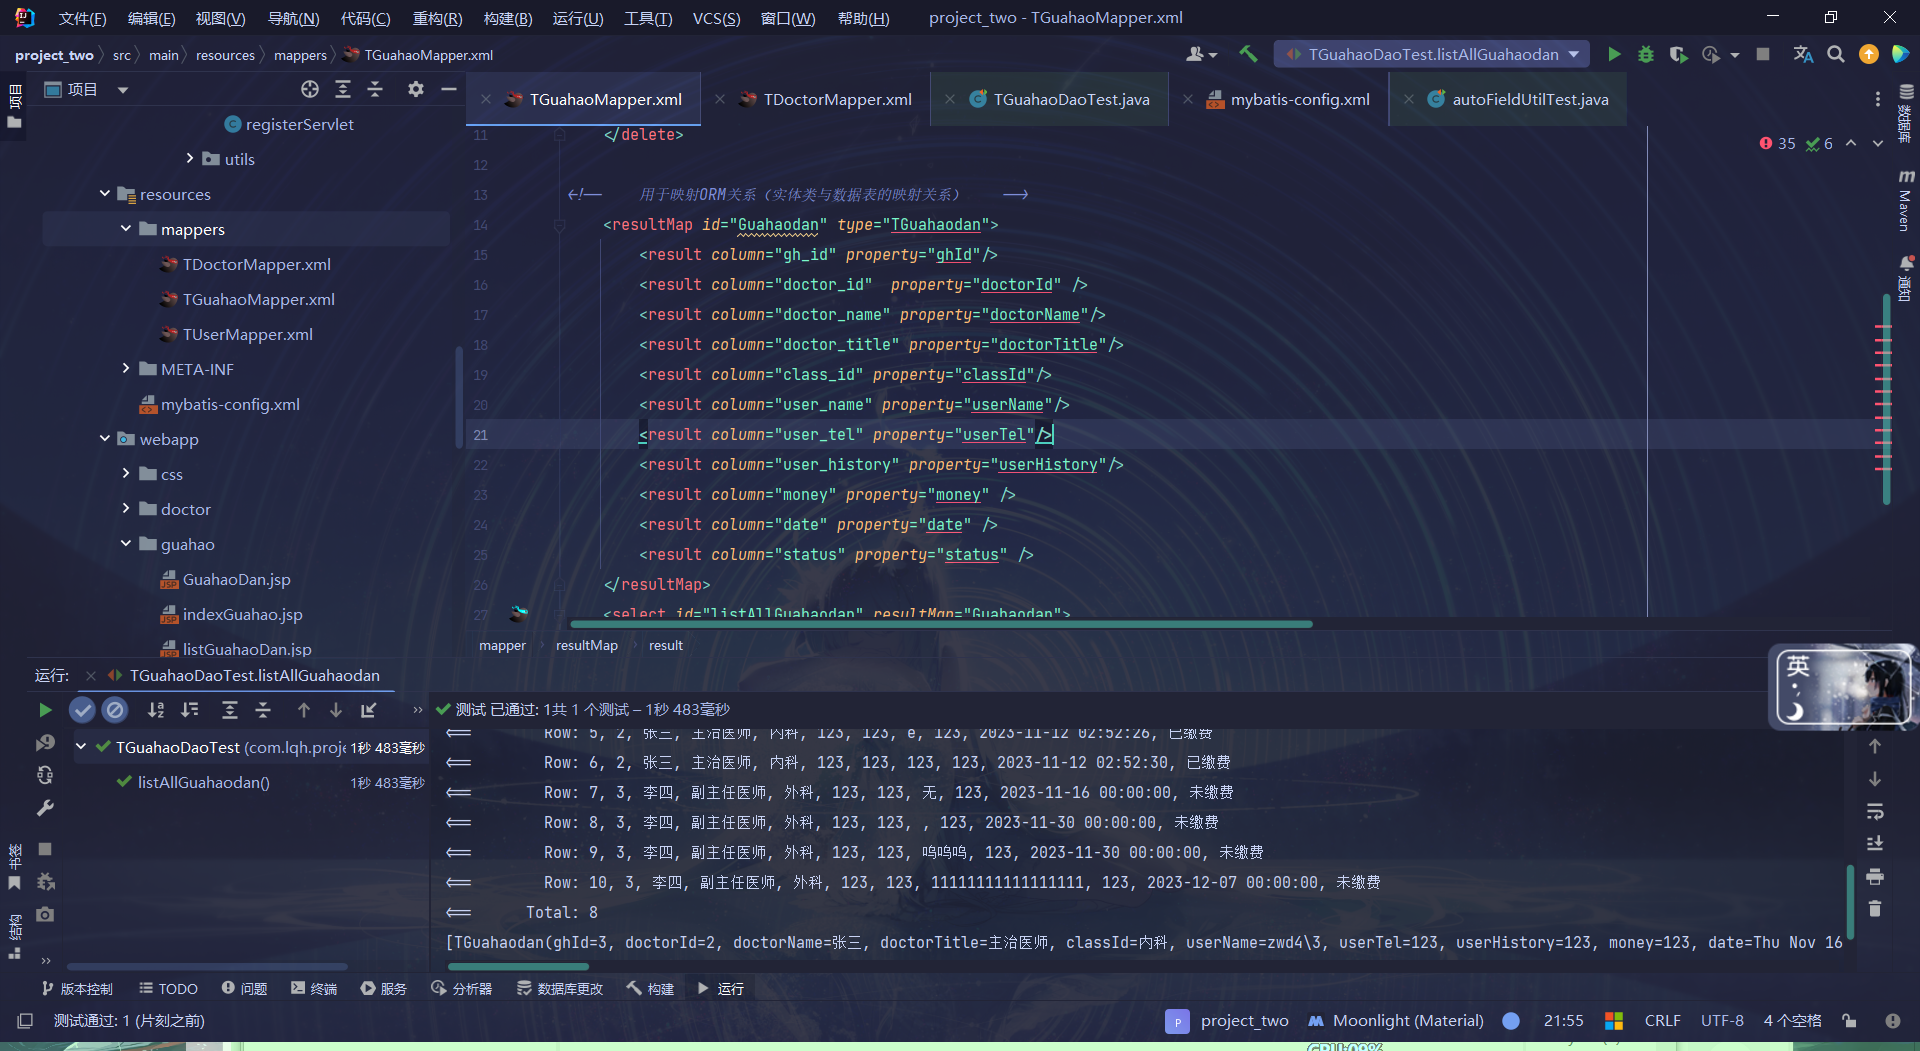 文件(F) 编辑(E) 视图(V) 导航(N) 代码(C) 重构(R) 构建(B) 运行(U) 工具(T) VCS(S) 窗口(W) 帮助(H) project_two - TGuahaoMapper.xml
project_two src main resources mappers TGuahaoMapper.xml TGuahaoDaoTest.listAllGuahaodan
项目
项目
TGuahaoMapper.xml TDoctorMapper.xml TGuahaoDaoTest.java mybatis-config.xml autoFieldUtilTest.java
registerServlet
utils
resources
mappers
TDoctorMapper.xml
TGuahaoMapper.xml
TUserMapper.xml
META-INF
mybatis-config.xml
webapp
css
doctor
guahao
GuahaoDan.jsp
indexGuahao.jsp
listGuahaoDan.jsp
35 6
11 </delete>
12
13 <!-- 用于映射ORM关系（实体类与数据表的映射关系） -->
14 <resultMap id="Guahaodan" type="TGuahaodan">
15 <result column="gh_id" property="ghId"/>
16 <result column="doctor_id"  property="doctorId" />
17 <result column="doctor_name" property="doctorName"/>
18 <result column="doctor_title" property="doctorTitle"/>
19 <result column="class_id" property="classId"/>
20 <result column="user_name" property="userName"/>
21 <result column="user_tel" property="userTel"/>
22 <result column="user_history" property="userHistory"/>
23 <result column="money" property="money" />
24 <result column="date" property="date" />
25 <result column="status" property="status" />
26 </resultMap>
27 <select id="listAllGuahaodan" resultMap="Guahaodan">
mapper resultMap result
数据库
Maven
通知
英
运行: TGuahaoDaoTest.listAllGuahaodan
测试 已通过: 1共 1 个测试 – 1秒 483毫秒
TGuahaoDaoTest (com.lqh.proje 1秒 483毫秒
listAllGuahaodan() 1秒 483毫秒
<== Row: 5, 2, 张三, 主治医师, 内科, 123, 123, e, 123, 2023-11-12 02:52:26, 已缴费
<== Row: 6, 2, 张三, 主治医师, 内科, 123, 123, 123, 123, 2023-11-12 02:52:30, 已缴费
<== Row: 7, 3, 李四, 副主任医师, 外科, 123, 123, 无, 123, 2023-11-16 00:00:00, 未缴费
<== Row: 8, 3, 李四, 副主任医师, 外科, 123, 123, , 123, 2023-11-30 00:00:00, 未缴费
<== Row: 9, 3, 李四, 副主任医师, 外科, 123, 123, 呜呜呜, 123, 2023-11-30 00:00:00, 未缴费
<== Row: 10, 3, 李四, 副主任医师, 外科, 123, 123, 11111111111111111, 123, 2023-12-07 00:00:00, 未缴费
<== Total: 8
[TGuahaodan(ghId=3, doctorId=2, doctorName=张三, doctorTitle=主治医师, classId=内科, userName=zwd4\3, userTel=123, userHistory=123, money=123, date=Thu Nov 16
书签
结构
版本控制 TODO 问题 终端 服务 分析器 数据库更改 构建 运行
测试通过: 1 (片刻之前) P project_two Moonlight (Material) 21:55 CRLF UTF-8 4 个空格